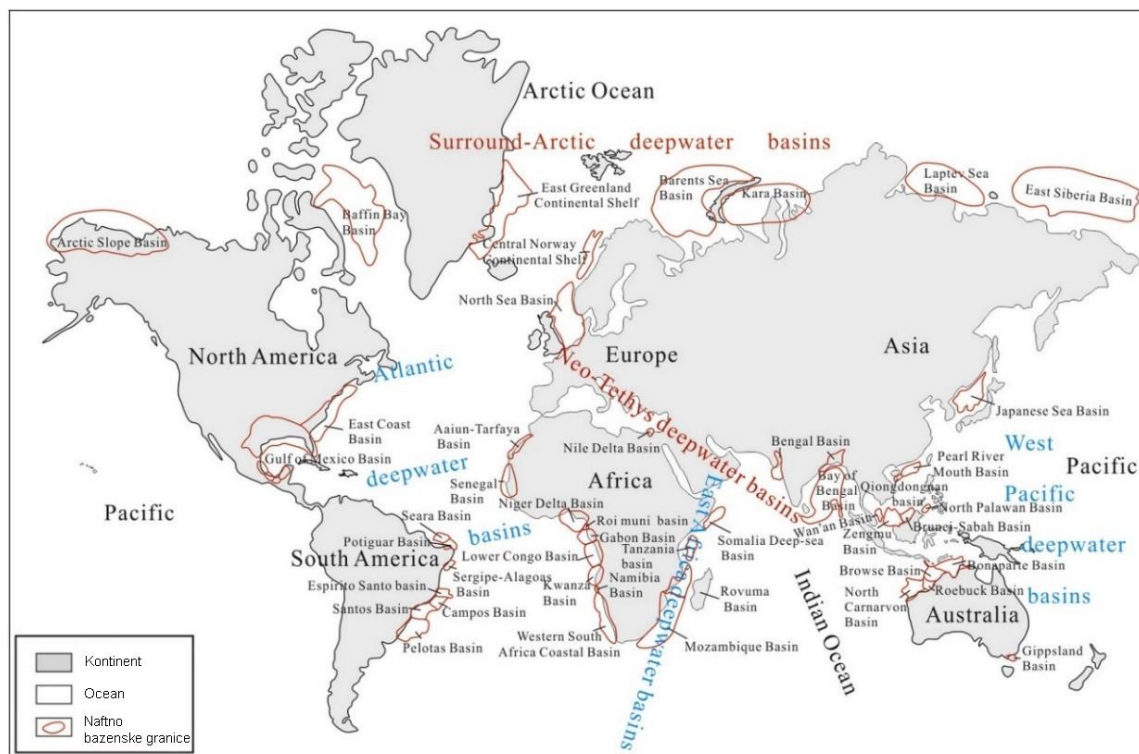 Arctic Ocean
Surround-Arctic deepwater basins
Laptev Sea
Basin
East Siberia Basin
Barents Sea
Basin
Kara Basin
East Greenland
Continental Shelf
Baffin Bay
Basin
Arctic Slope Basin
Central Norway
Continental Shelf
North Sea Basin
North America
Europe
Asia
Atlantic
deepwater
basins
Neo-Tethys deepwater basins
East Coast
Basin
Gulf of Mexico Basin
Aaiun-Tarfaya
Basin
Nile Delta Basin
Senegal
Basin
Africa
Bengal Basin
Bay of
Bengal
Basin
Japanese Sea Basin
West
Pacific
deepwater
basins
Pearl River
Mouth Basin
Pacific
Qiongdongnan
basin
North Palawan Basin
Wan'an Basin
Zengmu
Basin
Brunei-Sabah Basin
Pacific
Niger Delta Basin
Roi muni basin
Gabon Basin
Tanzania
basin
Lower Congo Basin
Kwanza
Basin
Namibia
Basin
East Africa deepwater basins
Somalia Deep-sea
Basin
Rovuma
Basin
Mozambique Basin
Western South
Africa Coastal Basin
Seara Basin
Potiguar Basin
South America
Sergipe-Alagoas
Basin
Espirito Santo basin
Santos Basin
Campos Basin
Pelotas Basin
Indian Ocean
Browse Basin
Bonaparte Basin
North
Carnarvon
Basin
Roebuck Basin
Australia
Gippsland
Basin
Kontinent
Ocean
Naftno
bazenske granice